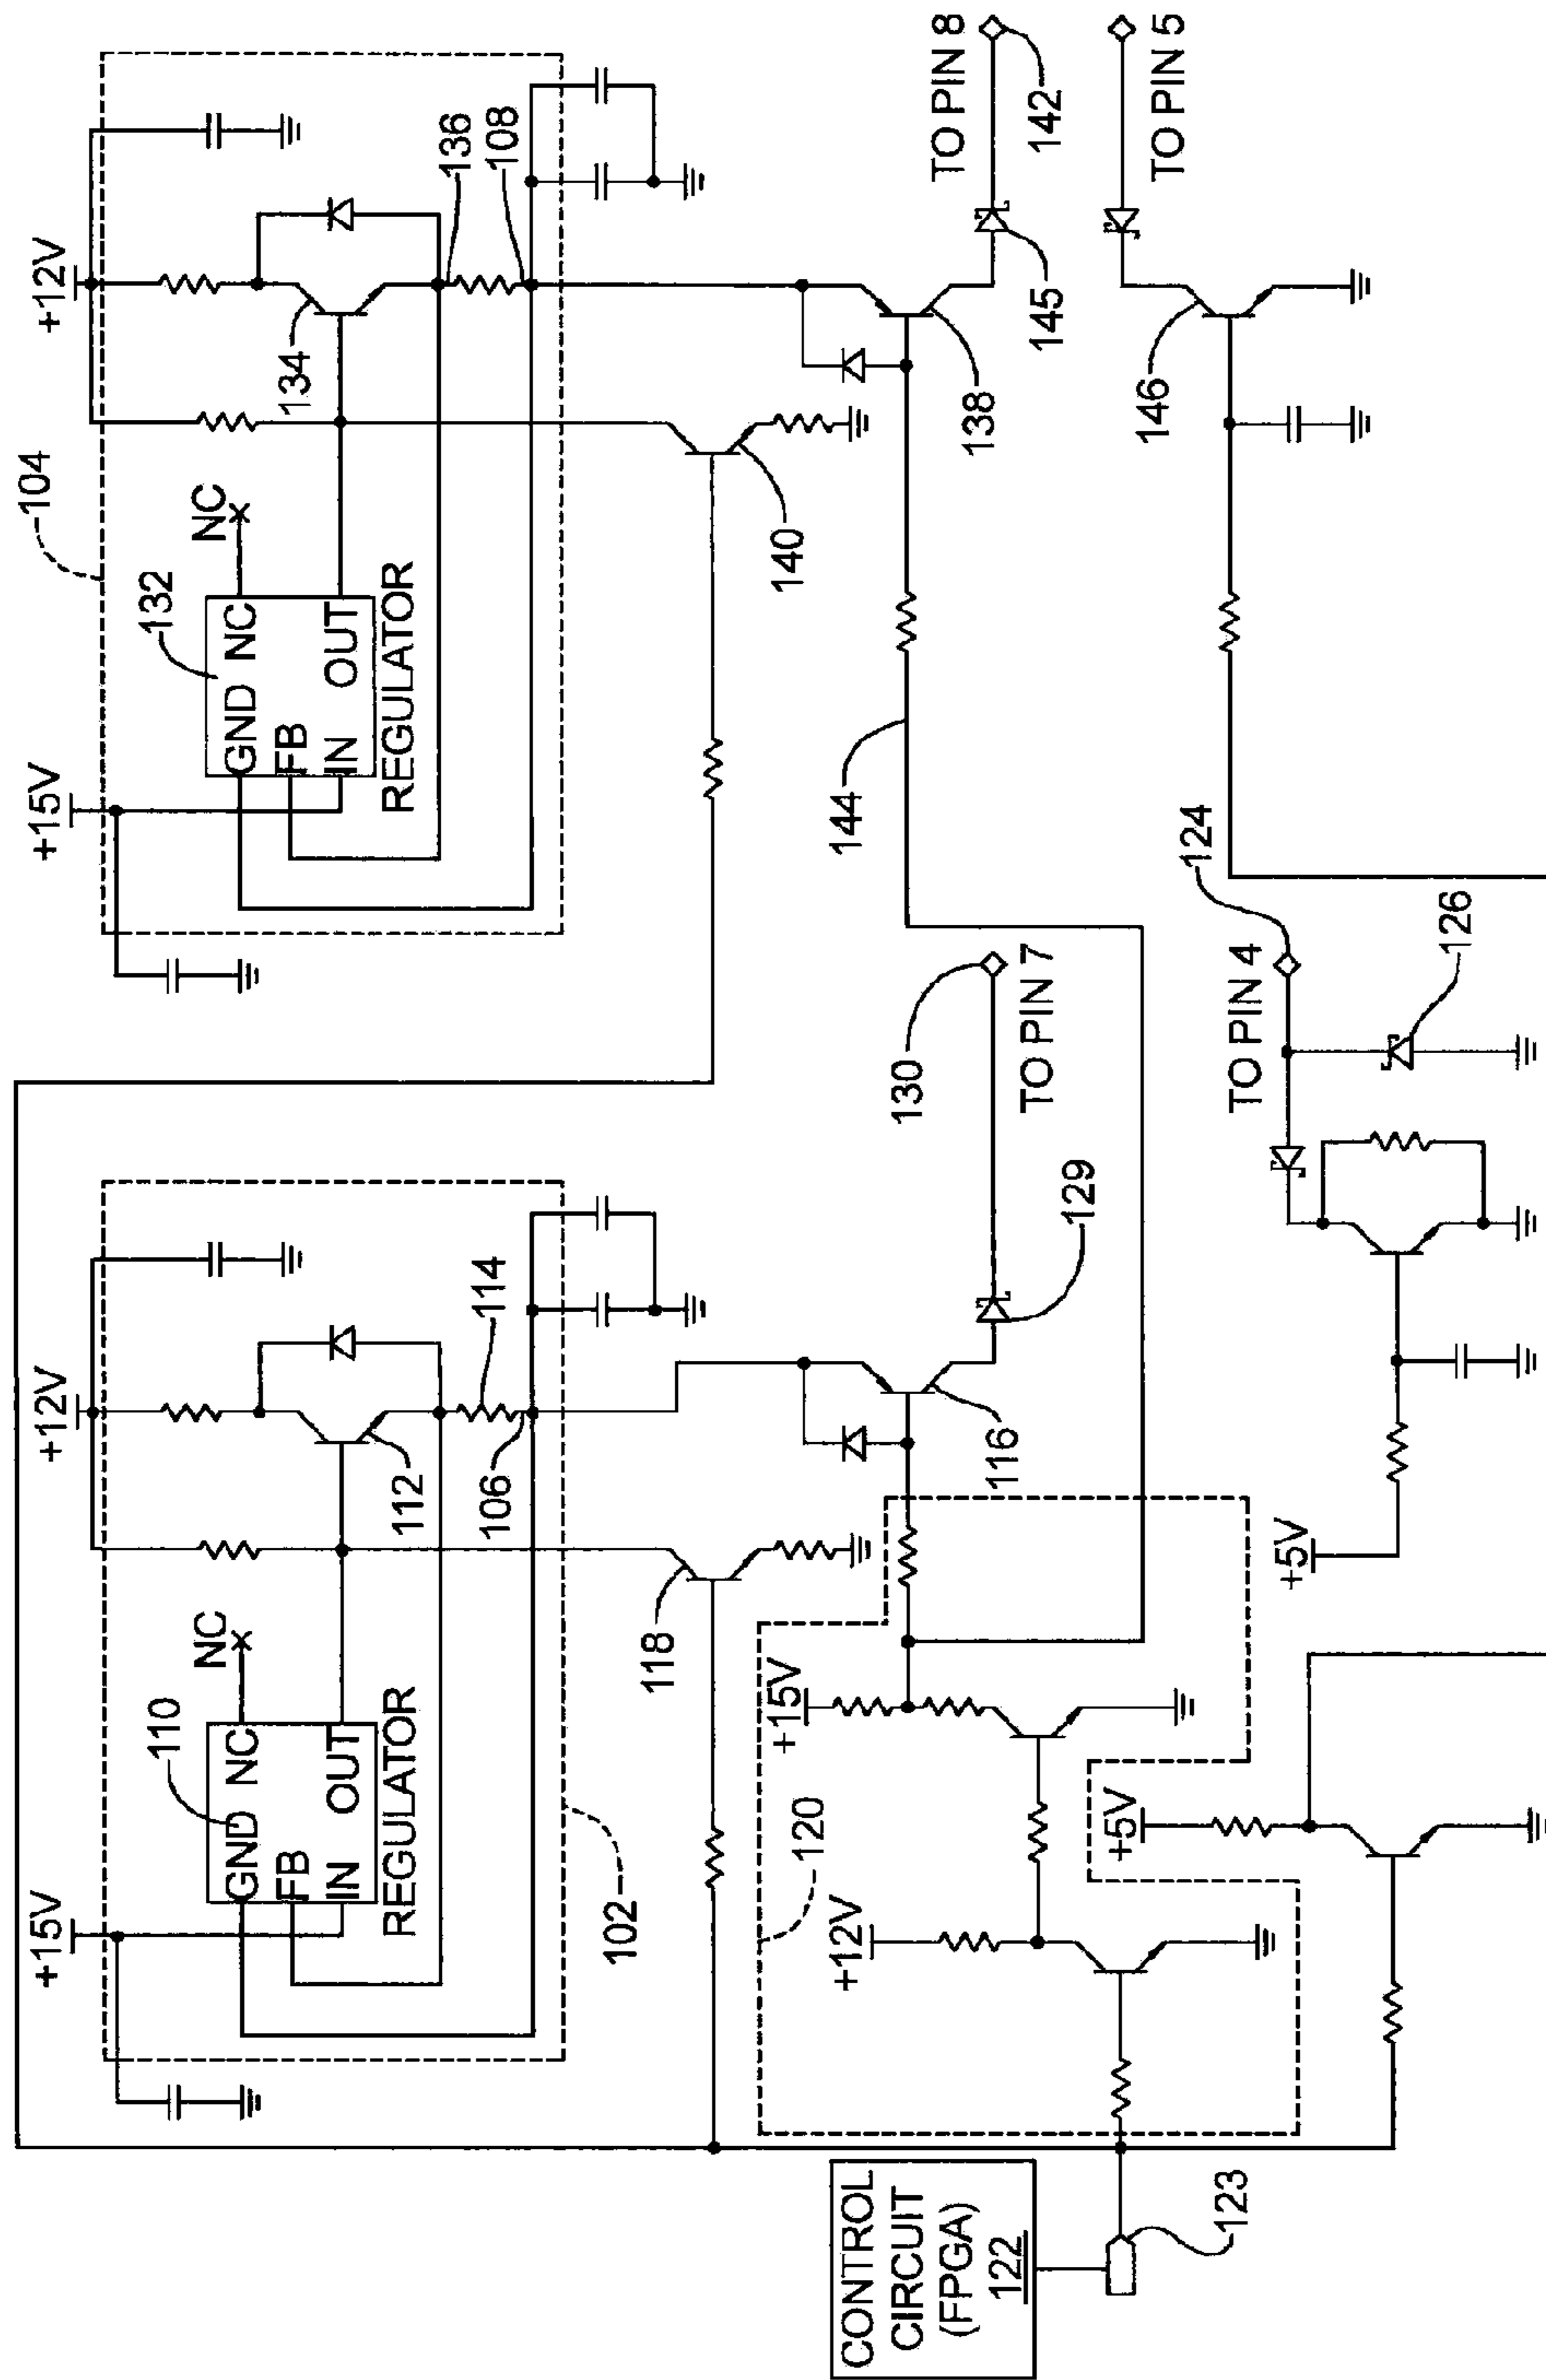 +15V
NC
GND NC
FB
IN OUT
REGULATOR
110
+12V
112
114
106
102
118
+15V
NC
GND NC
FB
IN OUT
REGULATOR
132
104
+12V
134
136
108
140
CONTROL
CIRCUIT
(FPGA)
122
123
120
+12V
+15V
+5V
116
129
130
TO PIN 7
144
138
145
TO PIN 8
142
+5V
TO PIN 4
124
126
146
TO PIN 5